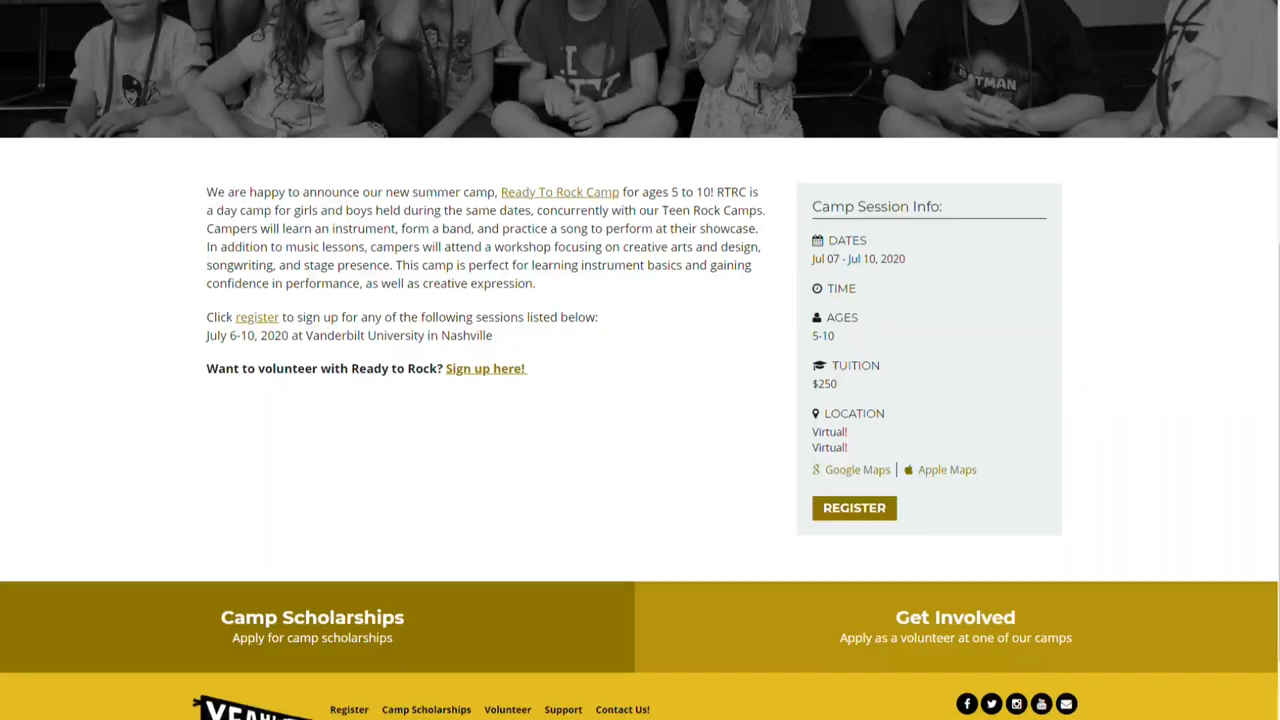 I
BATMAN
We are happy to announce our new summer camp, Ready To Rock Camp for ages 5 to 10! RTRC is
a day camp for girls and boys held during the same dates, concurrently with our Teen Rock Camps.
Campers will learn an instrument, form a band, and practice a song to perform at their showcase.
In addition to music lessons, campers will attend a workshop focusing on creative arts and design,
songwriting, and stage presence. This camp is perfect for learning instrument basics and gaining
confidence in performance, as well as creative expression.
Click register to sign up for any of the following sessions listed below:
July 6-10, 2020 at Vanderbilt University in Nashville
Want to volunteer with Ready to Rock? Sign up here!
Camp Session Info:
DATES
Jul 07 - Jul 10, 2020
TIME
AGES
5-10
TUITION
$250
LOCATION
Virtual!
Virtual!
Google Maps | Apple Maps
REGISTER
Camp Scholarships
Apply for camp scholarships
Get Involved
Apply as a volunteer at one of our camps
Register Camp Scholarships Volunteer Support Contact Us!